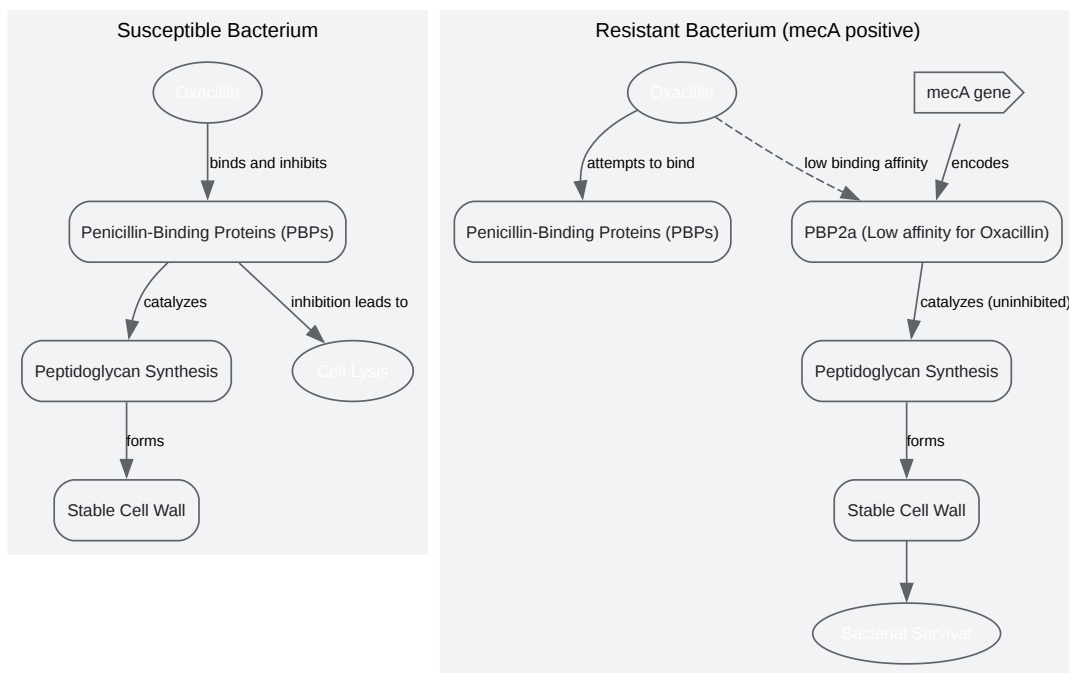 Susceptible Bacterium
Oxacillin
binds and inhibits
Penicillin-Binding Proteins (PBPs)
catalyzes
inhibition leads to
Peptidoglycan Synthesis
Cell Lysis
forms
Stable Cell Wall
Resistant Bacterium (mecA positive)
Oxacillin
mecA gene
attempts to bind
low binding affinity
encodes
Penicillin-Binding Proteins (PBPs)
PBP2a (Low affinity for Oxacillin)
catalyzes (uninhibited)
Peptidoglycan Synthesis
forms
Stable Cell Wall
Bacterial Survival